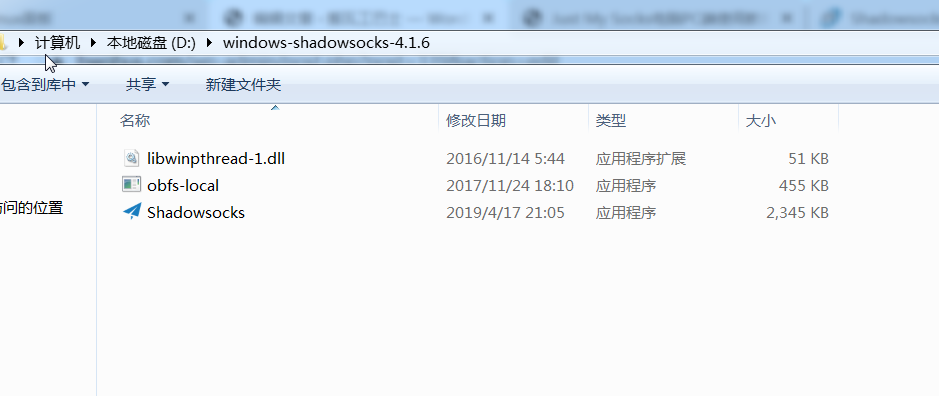 计算机 本地磁盘 (D:) windows-shadowsocks-4.1.6
包含到库中 共享 新建文件夹
名称 修改日期 类型 大小
libwinpthread-1.dll 2016/11/14 5:44 应用程序扩展 51 KB
obfs-local 2017/11/24 18:10 应用程序 455 KB
问的位置
Shadowsocks 2019/4/17 21:05 应用程序 2,345 KB